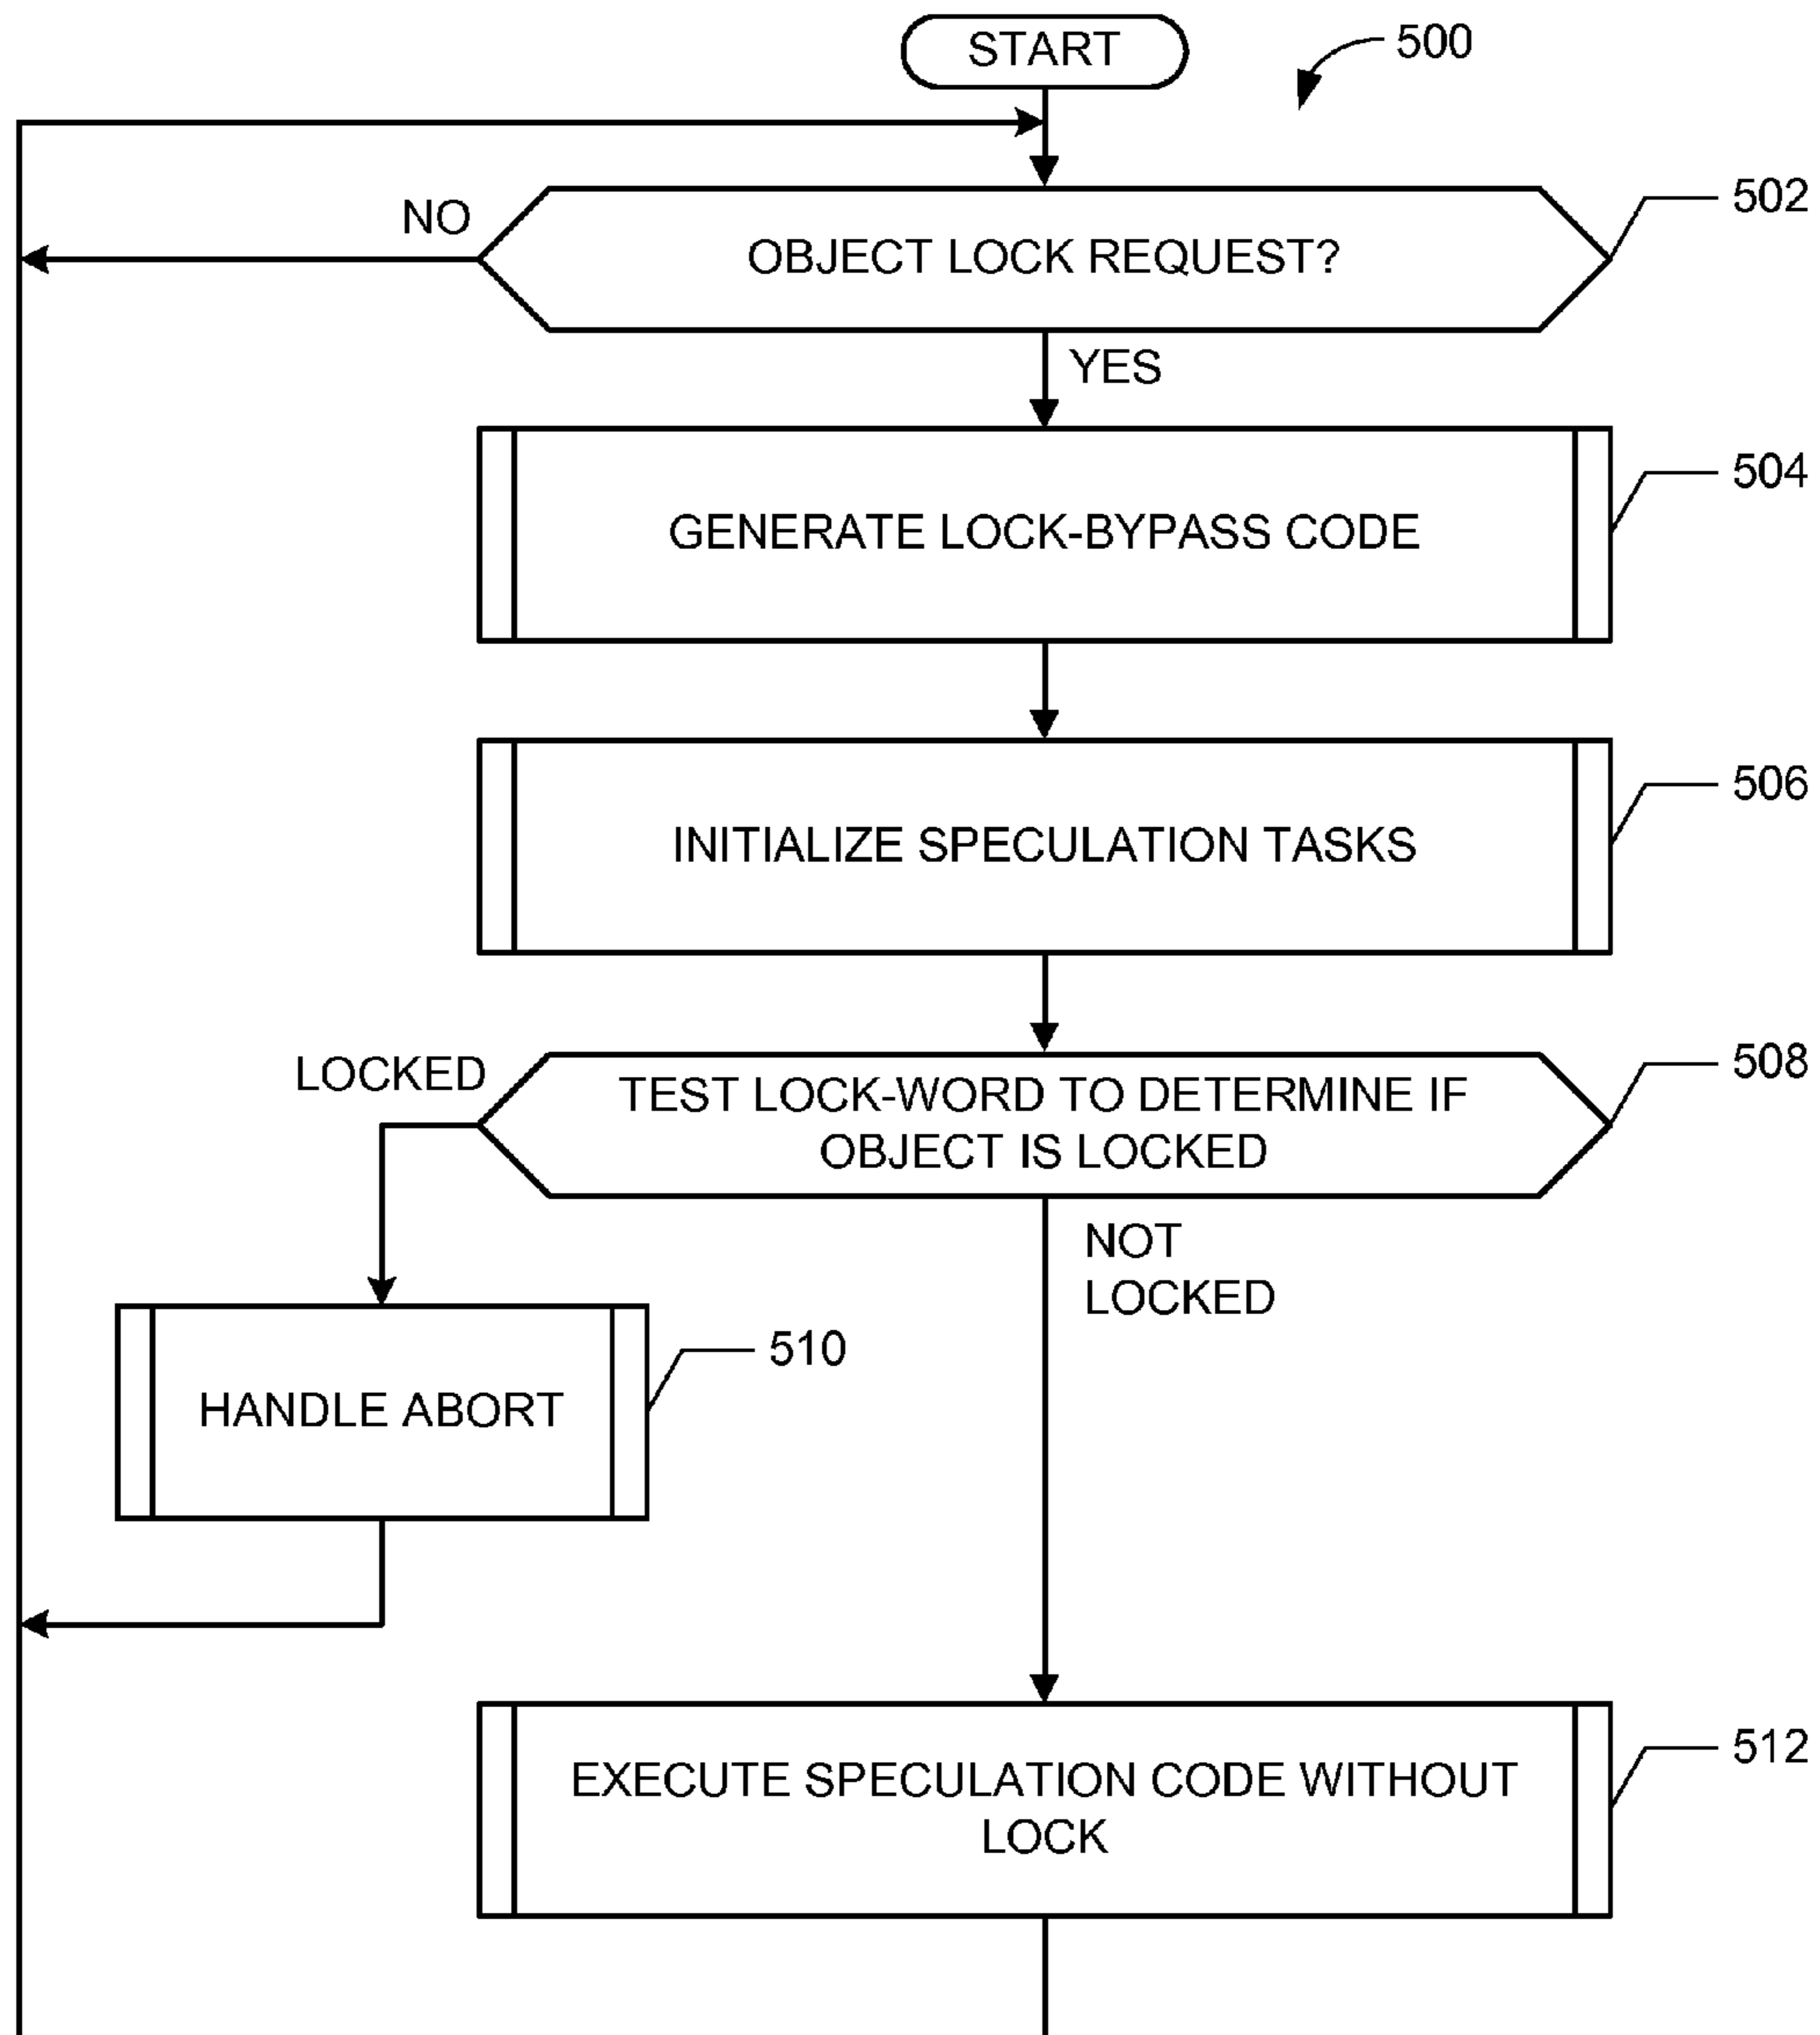 START
500
502
NO
OBJECT LOCK REQUEST?
YES
504
GENERATE LOCK-BYPASS CODE
506
INITIALIZE SPECULATION TASKS
508
LOCKED
TEST LOCK-WORD TO DETERMINE IF
OBJECT IS LOCKED
NOT
LOCKED
510
HANDLE ABORT
512
EXECUTE SPECULATION CODE WITHOUT
LOCK